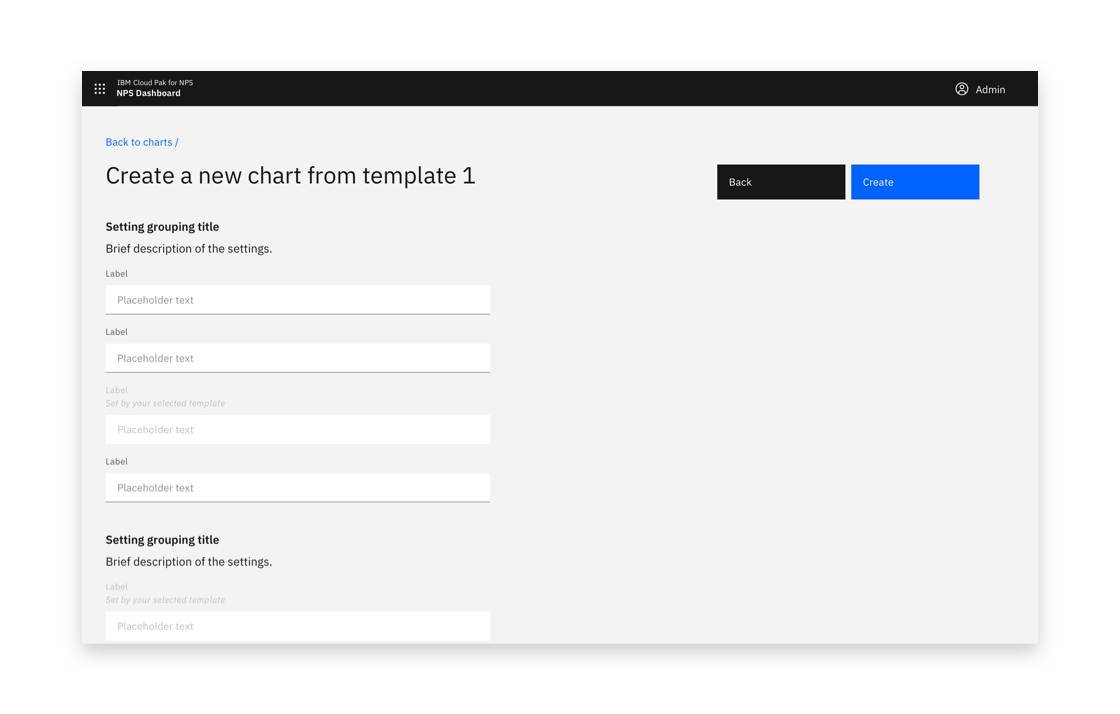 IBM Cloud Pak for NPS
NPS Dashboard
Admin
Back to charts /
Create a new chart from template 1
Back
Create
Setting grouping title
Brief description of the settings.
Label
Placeholder text
Label
Placeholder text
Label
Set by your selected template
Placeholder text
Label
Placeholder text
Setting grouping title
Brief description of the settings.
Label
Set by your selected template
Placeholder text